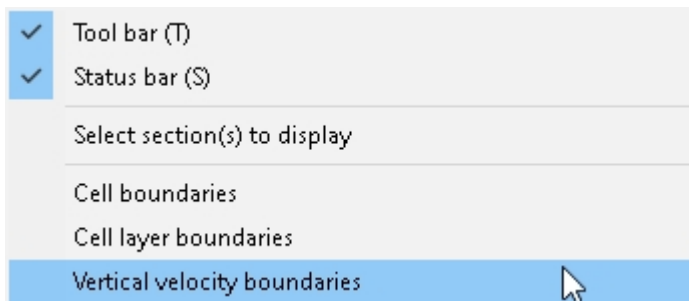 Tool bar (T)
Status bar (S)
Select section(s) to display
Cell boundaries
Cell layer boundaries
Vertical velocity boundaries